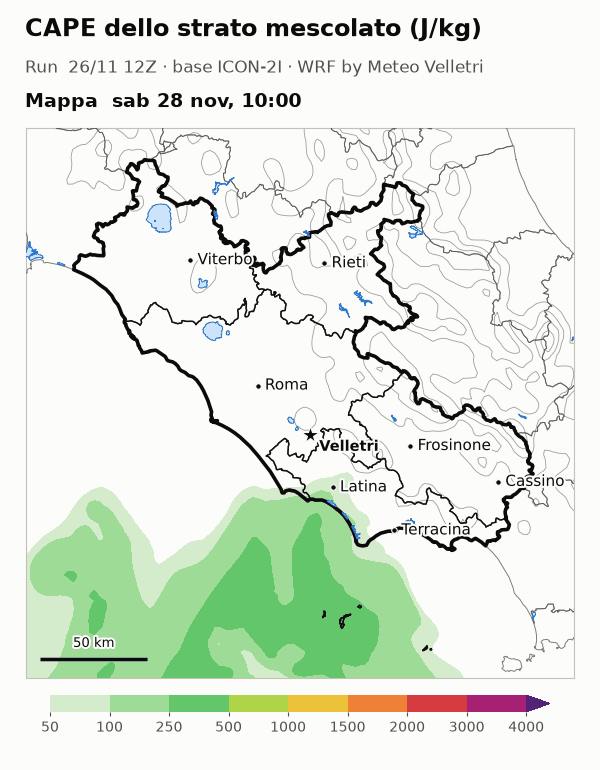 CAPE dello strato mescolato (J/kg)
Run  26/11 12Z · base ICON-2I · WRF by Meteo Velletri
Mappa  sab 28 nov, 10:00
Viterbo
Rieti
Roma
Velletri
Frosinone
Latina
Cassino
Terracina
50 km
50 100 250 500 1000 1500 2000 3000 4000